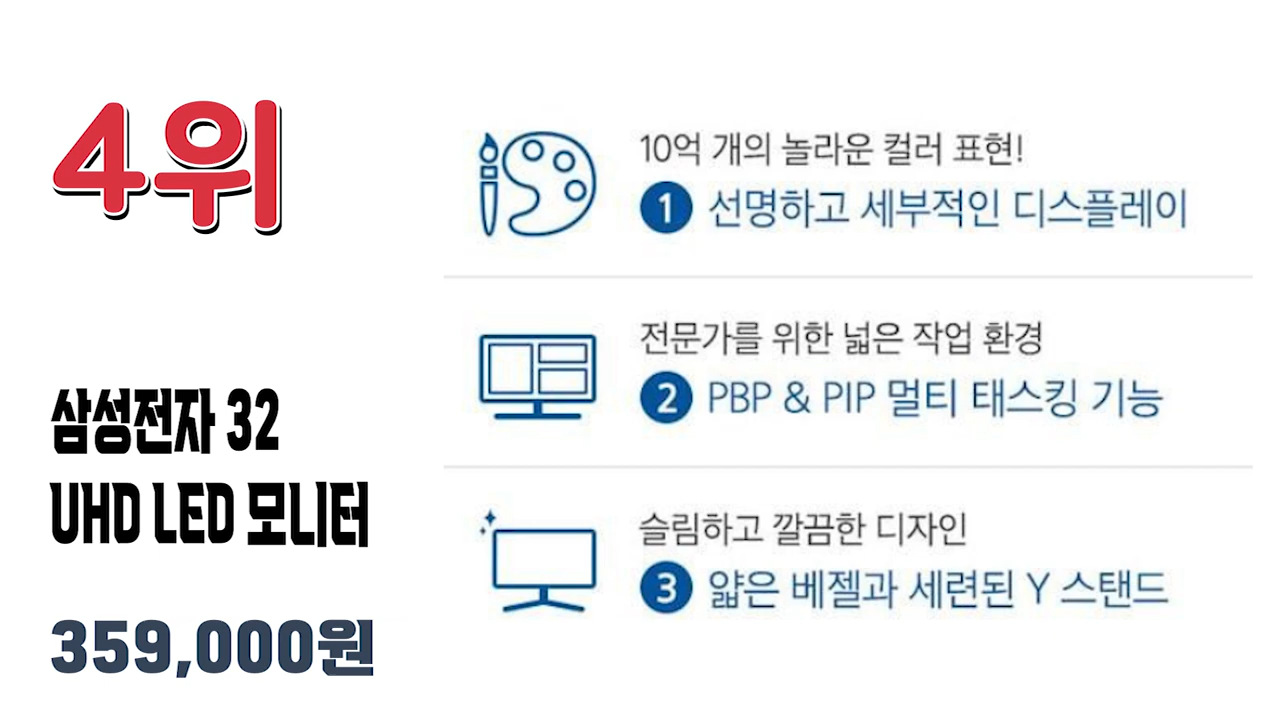 4위
삼성전자 32
UHD LED 모니터
359,000원
10억 개의 놀라운 컬러 표현!
1 선명하고 세부적인 디스플레이
전문가를 위한 넓은 작업 환경
2 PBP & PIP 멀티 태스킹 기능
슬림하고 깔끔한 디자인
3 얇은 베젤과 세련된 Y 스탠드